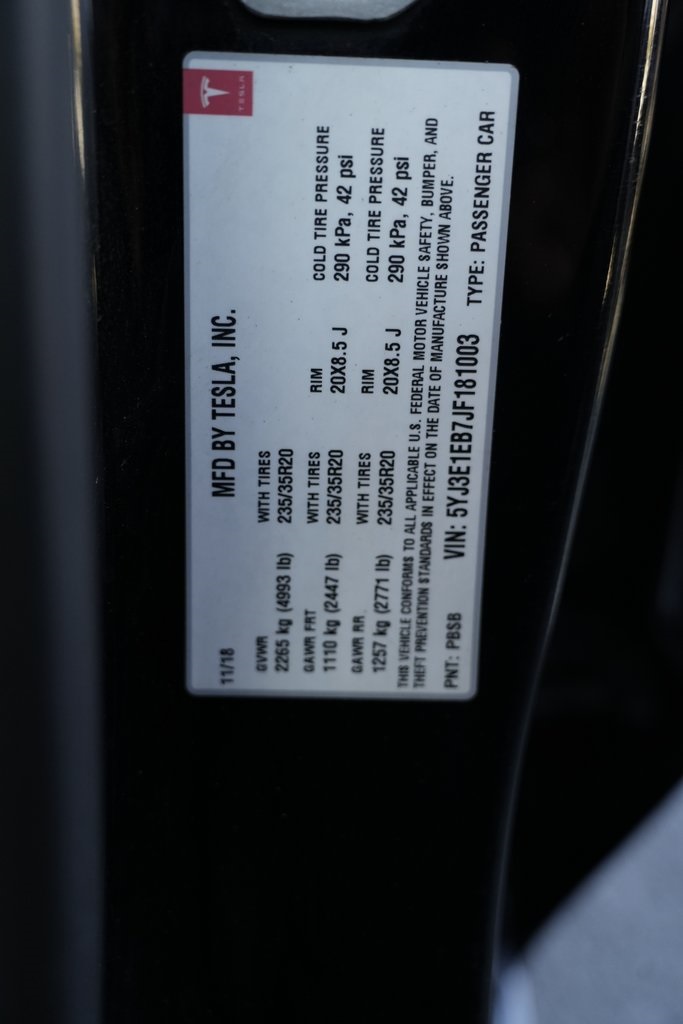 TESLA
11/18 MFD BY TESLA, INC.
GVWR WITH TIRES
2265 kg (4993 lb) 235/35R20
GAWR FRT WITH TIRES RIM COLD TIRE PRESSURE
1110 kg (2447 lb) 235/35R20 20X8.5 J 290 kPa, 42 psi
GAWR RR WITH TIRES RIM COLD TIRE PRESSURE
1257 kg (2771 lb) 235/35R20 20X8.5 J 290 kPa, 42 psi
THIS VEHICLE CONFORMS TO ALL APPLICABLE U.S. FEDERAL MOTOR VEHICLE SAFETY, BUMPER, AND
THEFT PREVENTION STANDARDS IN EFFECT ON THE DATE OF MANUFACTURE SHOWN ABOVE.
PNT: PBSB VIN: 5YJ3E1EB7JF181003 TYPE: PASSENGER CAR